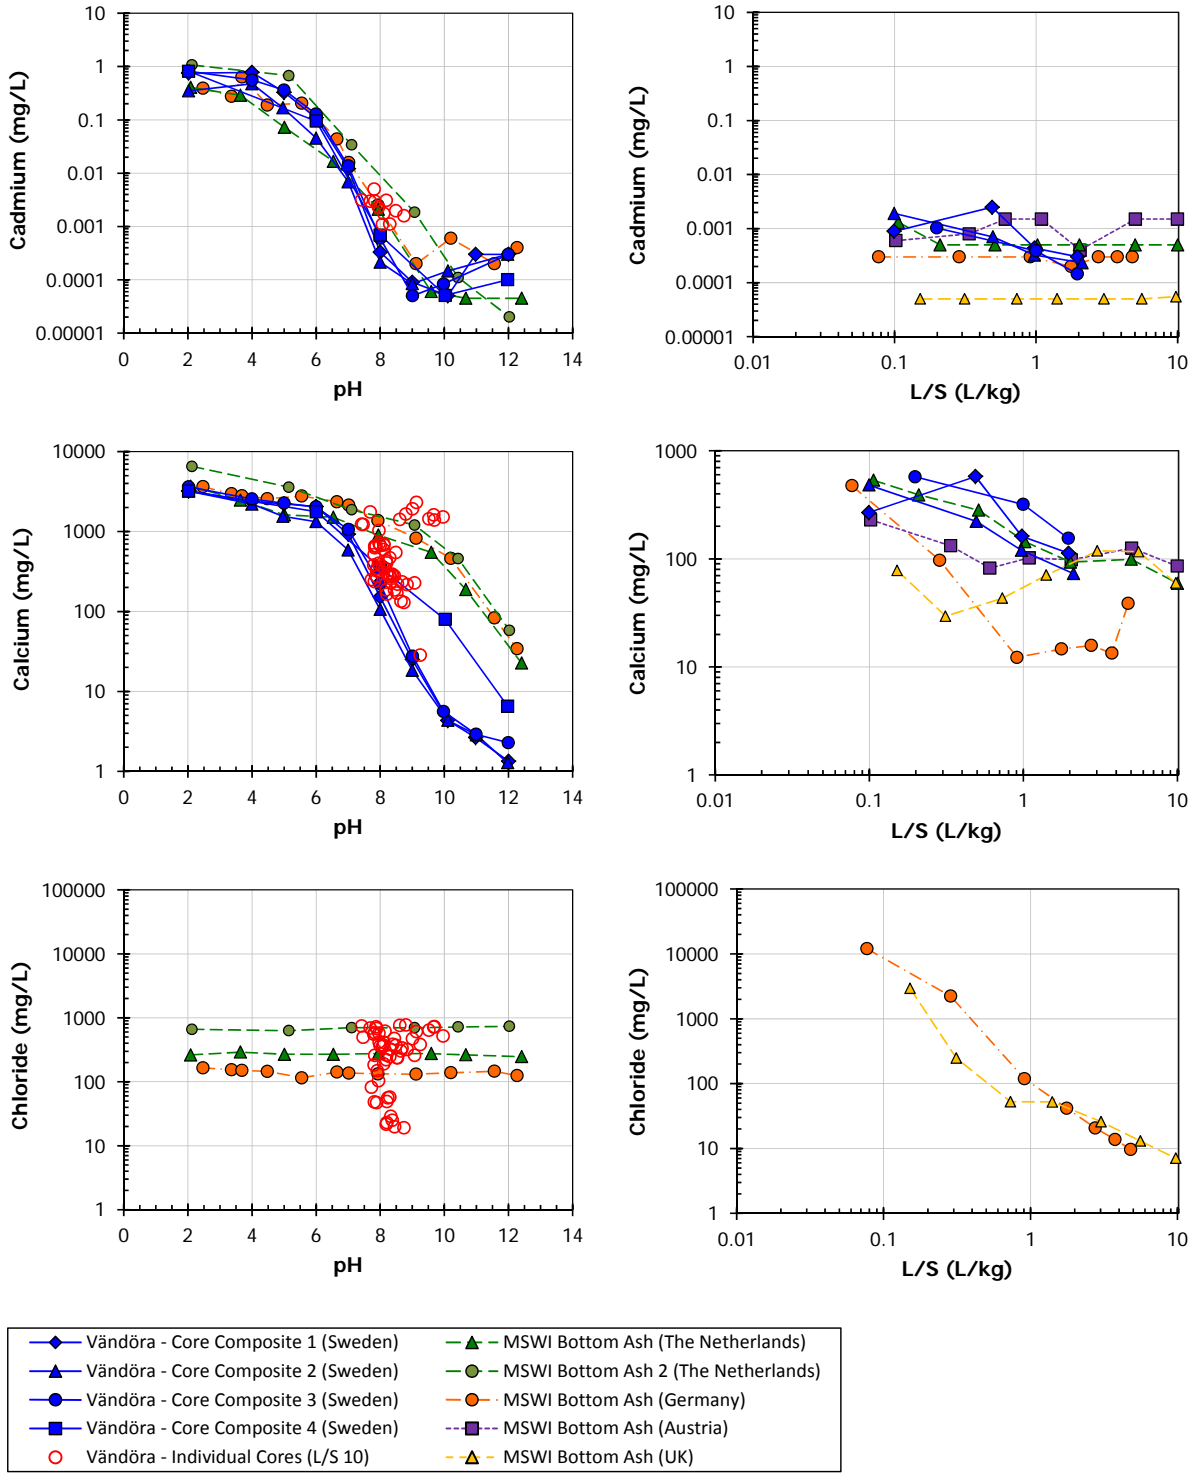 10
1
0.1
0.01
0.001
0.0001
0.00001
Cadmium (mg/L)
0 2 4 6 8 10 12 14
pH
10
1
0.1
0.01
0.001
0.0001
0.00001
Cadmium (mg/L)
0.01 0.1 1 10
L/S (L/kg)
10000
1000
100
10
1
Calcium (mg/L)
0 2 4 6 8 10 12 14
pH
1000
100
10
1
Calcium (mg/L)
0.01 0.1 1 10
L/S (L/kg)
100000
10000
1000
100
10
1
Chloride (mg/L)
0 2 4 6 8 10 12 14
pH
100000
10000
1000
100
10
1
Chloride (mg/L)
0.01 0.1 1 10
L/S (L/kg)
Vändöra - Core Composite 1 (Sweden)
Vändöra - Core Composite 2 (Sweden)
Vändöra - Core Composite 3 (Sweden)
Vändöra - Core Composite 4 (Sweden)
Vändöra - Individual Cores (L/S 10)
MSWI Bottom Ash (The Netherlands)
MSWI Bottom Ash 2 (The Netherlands)
MSWI Bottom Ash (Germany)
MSWI Bottom Ash (Austria)
MSWI Bottom Ash (UK)